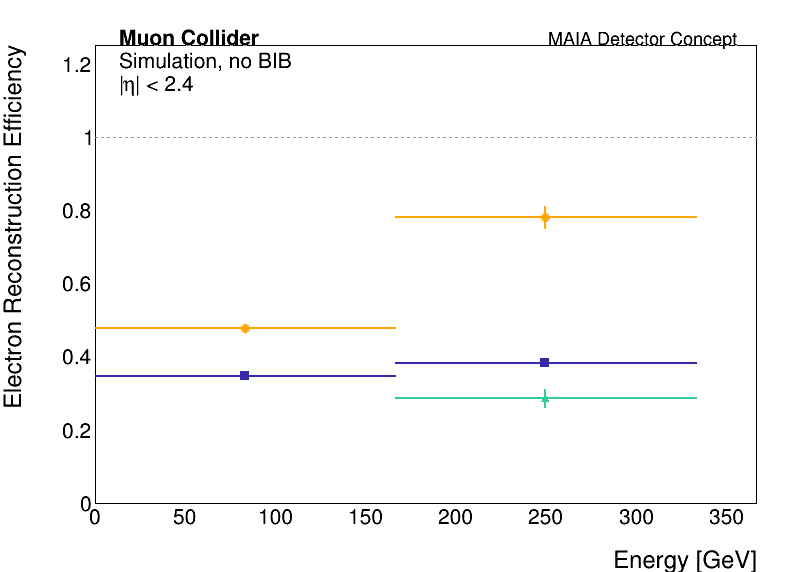 Muon Collider
MAIA Detector Concept
Simulation, no BIB
|η| < 2.4
Electron Reconstruction Efficiency
1.2
1
0.8
0.6
0.4
0.2
0
0 50 100 150 200 250 300 350
Energy [GeV]